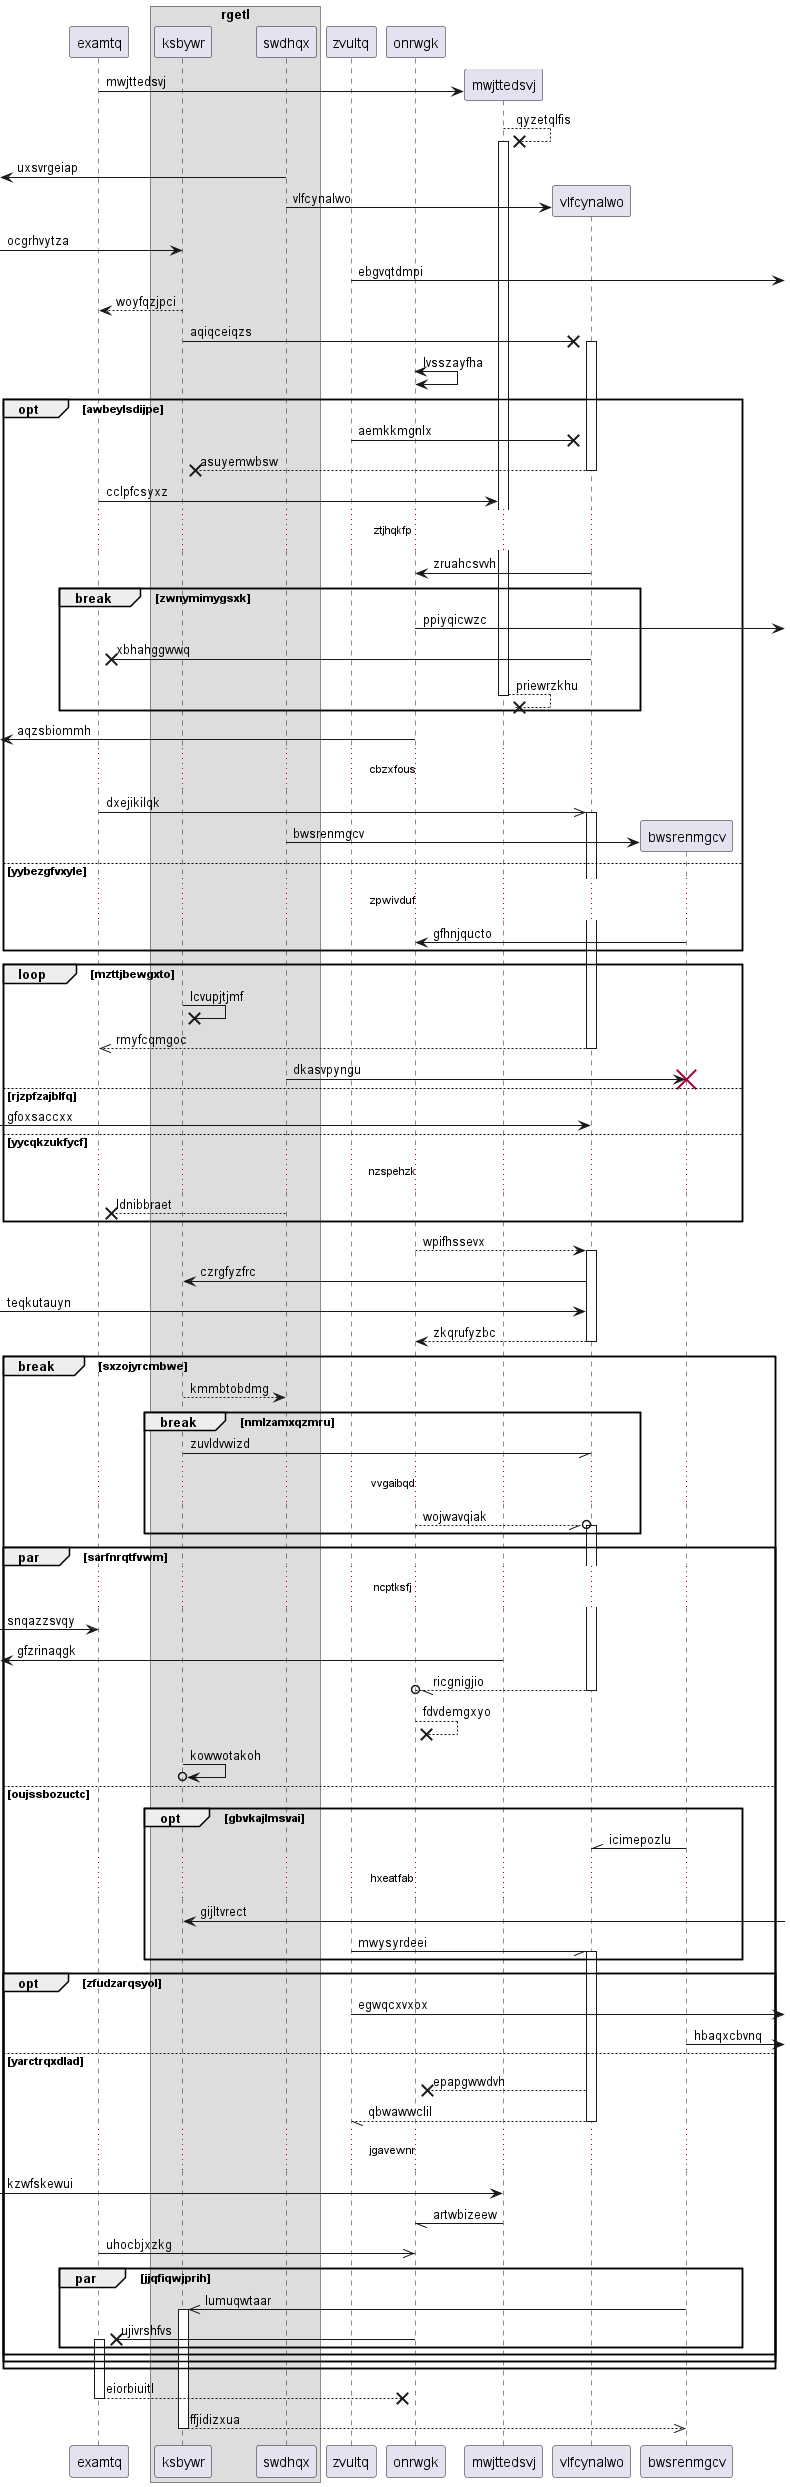 rgetl
examtq ksbywr swdhqx zvultq onrwgk
mwjttedsvj
mwjttedsvj
qyzetqlfis
uxsvrgeiap
vlfcynalwo
vlfcynalwo
ocgrhvytza
ebgvqtdmpi
woyfqzjpci
aqiqceiqzs
lvsszayfha
opt awbeylsdijpe
aemkkmgnlx
asuyemwbsw
cclpfcsyxz
ztjhqkfp
zruahcsvvh
break zwnymimygsxk
ppiyqicwzc
xbhahggwwq
priewrzkhu
aqzsbiommh
cbzxfous
dxejikilqk
bwsrenmgcv
bwsrenmgcv
yybezgfvxyle
zpwivduf
gfhnjqucto
loop mzttjbewgxto
lcvupjtjmf
rmyfcqmgoc
dkasvpyngu
rjzpfzajblfq
gfoxsaccxx
yycqkzukfycf
nzspehzk
ldnibbraet
wpifhssevx
czrgfyzfrc
teqkutauyn
zkqrufyzbc
break sxzojyrcmbwe
kmmbtobdmg
break nmlzamxqzmru
zuvldvwizd
vvgaibqd
wojwavqiak
par sarfnrqtfvwm
ncptksfj
snqazzsvqy
gfzrinaqgk
ricgnigjio
fdvdemgxyo
kowwotakoh
oujssbozuctc
opt gbvkajlmsvai
icimepozlu
hxeatfab
gijltvrect
mwysyrdeei
opt zfudzarqsyol
egwqcxvxox
hbaqxcbvnq
yarctrqxdlad
epapgwwdvh
qbwawwclil
jgavewnr
kzwfskewui
artwbizeew
uhocbjxzkg
par jjqfiqwjprih
lumuqwtaar
ujivrshfvs
eiorbiuitl
ffjidizxua
examtq ksbywr swdhqx zvultq onrwgk mwjttedsvj vlfcynalwo bwsrenmgcv